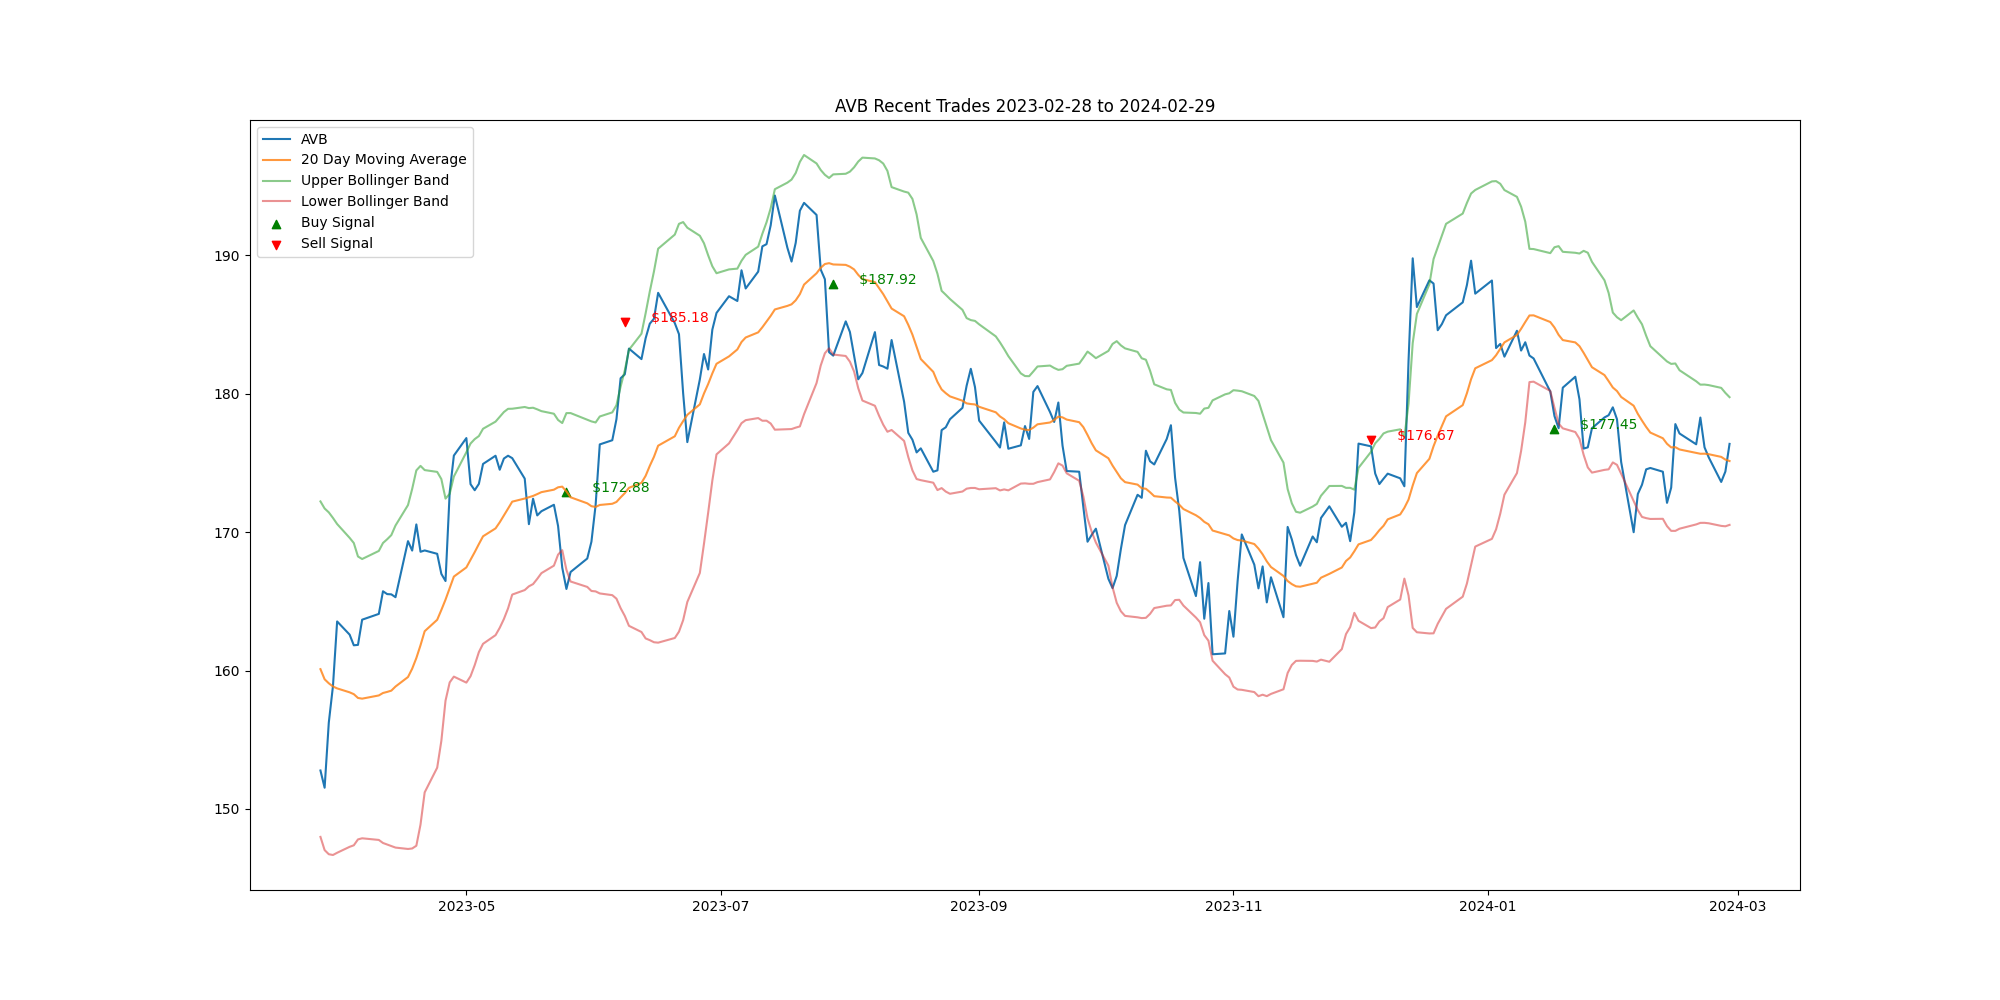 AVB Recent Trades 2023-02-28 to 2024-02-29
AVB
20 Day Moving Average
Upper Bollinger Band
Lower Bollinger Band
Buy Signal
Sell Signal
190
180
170
160
150
$172.88
$185.18
$187.92
$176.67
$177.45
2023-05
2023-07
2023-09
2023-11
2024-01
2024-03